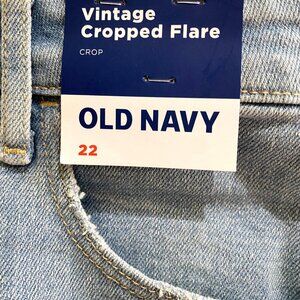 Vintage
Cropped Flare
CROP
OLD NAVY
22